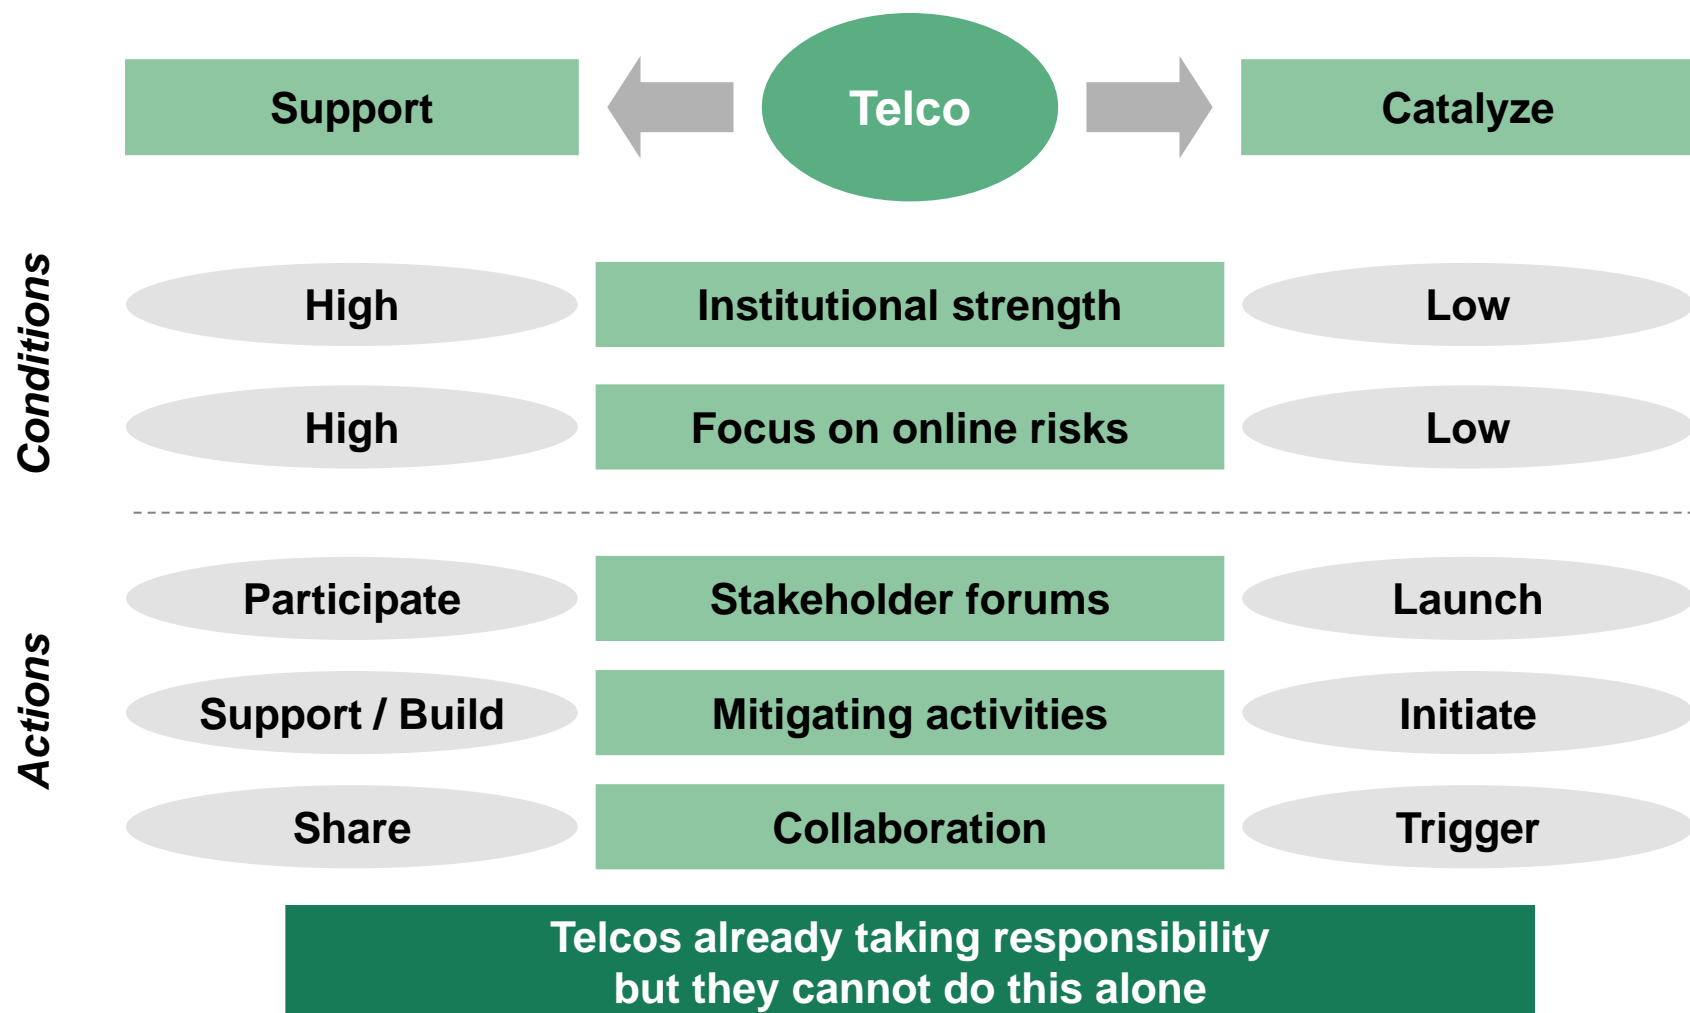 Support
Telco
Catalyze
Conditions
High
Institutional strength
Low
High
Focus on online risks
Low
Actions
Participate
Stakeholder forums
Launch
Support / Build
Mitigating activities
Initiate
Share
Collaboration
Trigger
Telcos already taking responsibility
but they cannot do this alone